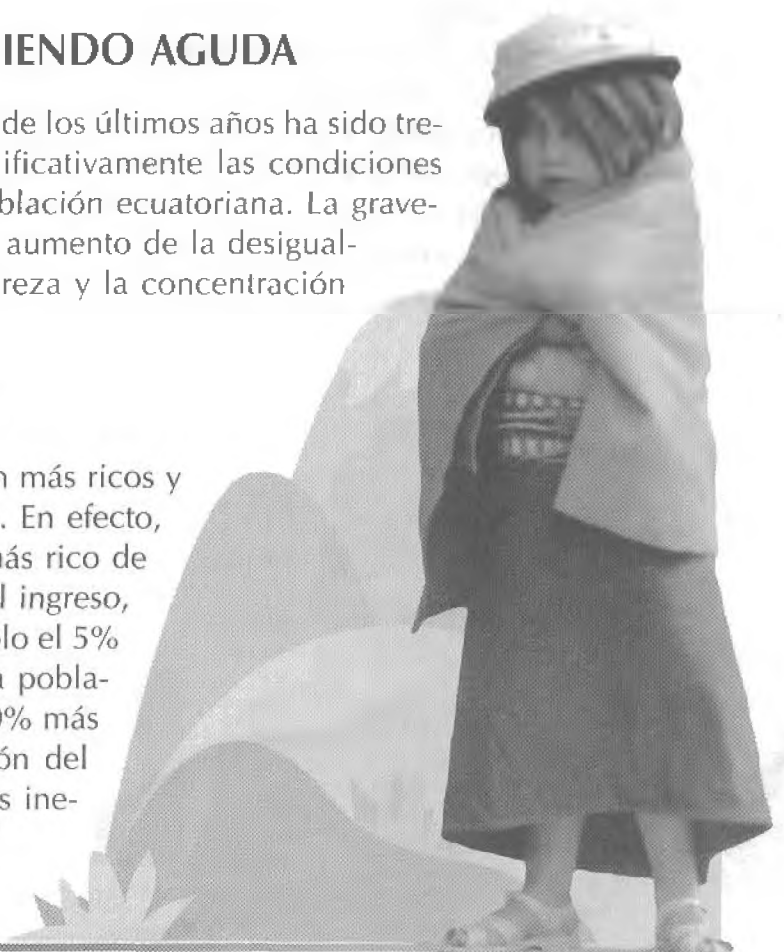 IENDO AGUDA
de los últimos años ha sido tre-
ificativamente las condiciones
blación ecuatoriana. La grave-
aumento de la desigual-
reza y la concentración
n más ricos y
. En efecto,
nás rico de
l ingreso,
lo el 5%
a pobla-
0% más
ón del
s ine-